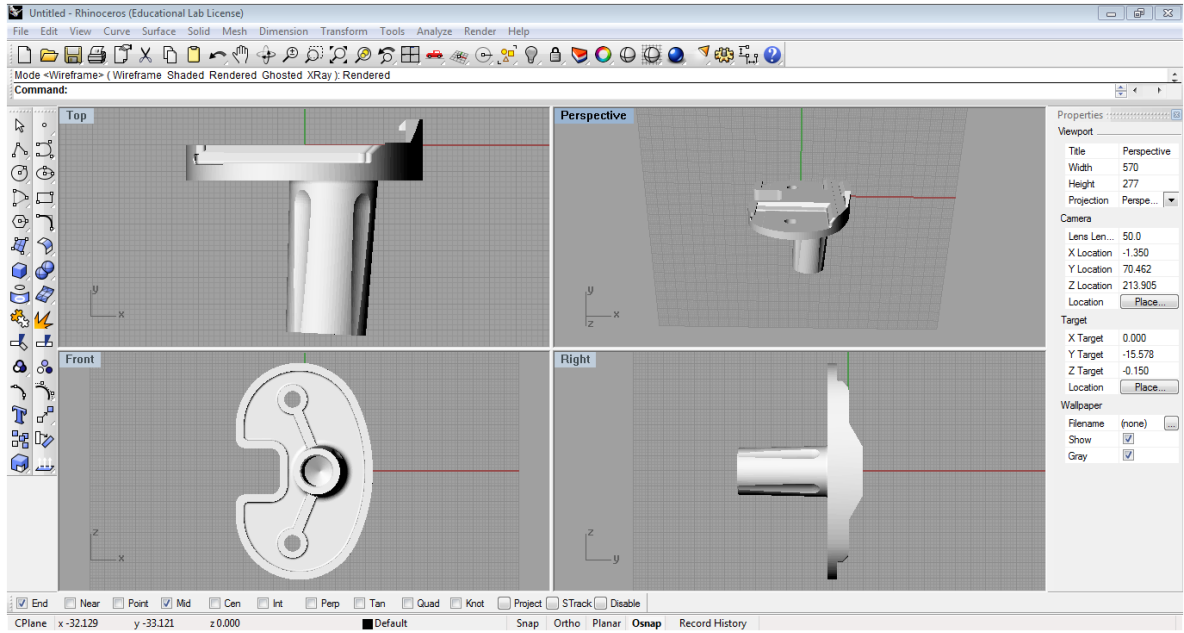 Untitled - Rhinoceros (Educational Lab License)
File Edit View Curve Surface Solid Mesh Dimension Transform Tools Analyze Render Help
Mode <Wireframe> ( Wireframe Shaded Rendered Ghosted XRay ): Rendered
Command:
Top
y
x
Perspective
y
x
z
Front
z
x
Right
z
y
Properties
Viewport
Title Perspective
Width 570
Height 277
Projection Perspe...
Camera
Lens Len... 50.0
X Location -1.350
Y Location 70.462
Z Location 213.905
Location Place...
Target
X Target 0.000
Y Target -15.578
Z Target -0.150
Location Place...
Wallpaper
Filename (none) ...
Show
Gray
End Near Point Mid Cen Int Perp Tan Quad Knot Project STrack Disable
CPlane x -32.129 y -33.121 z 0.000 Default Snap Ortho Planar Osnap Record History